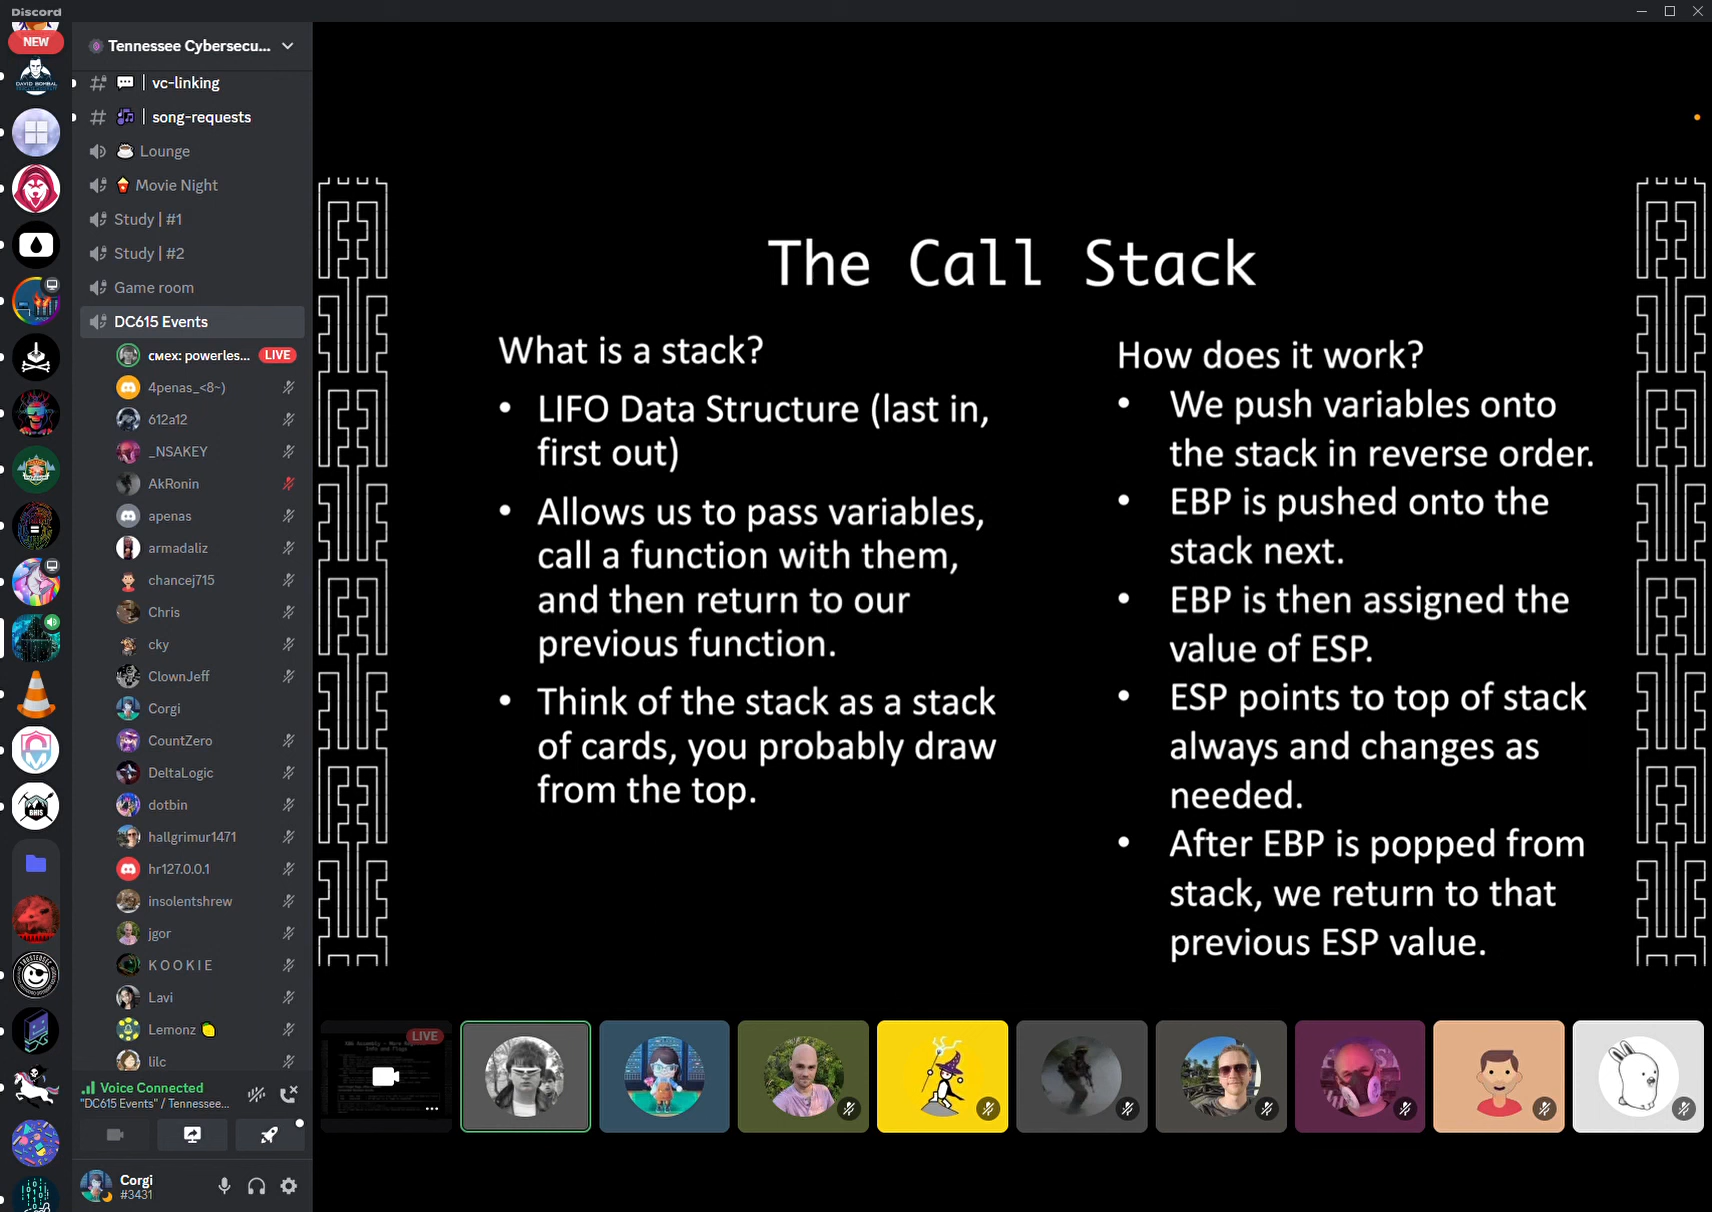 Discord
NEW
DAVID BOMBAL
Tennessee Cybersecu...
# | vc-linking
# | song-requests
Lounge
Movie Night
Study | #1
Study | #2
Game room
DC615 Events
смех: powerles...
LIVE
4penas_<8~)
612a12
_NSAKEY
AkRonin
apenas
armadaliz
chancej715
Chris
cky
ClownJeff
Corgi
CountZero
DeltaLogic
dotbin
hallgrimur1471
hr127.0.0.1
insolentshrew
jgor
K O O K I E
Lavi
Lemonz
lilc
BHIS
TRUSTEDSEC
Voice Connected
"DC615 Events" / Tennessee...
Corgi
#3431
The Call Stack
What is a stack?
• LIFO Data Structure (last in,
first out)
• Allows us to pass variables,
call a function with them,
and then return to our
previous function.
• Think of the stack as a stack
of cards, you probably draw
from the top.
How does it work?
• We push variables onto
the stack in reverse order.
• EBP is pushed onto the
stack next.
• EBP is then assigned the
value of ESP.
• ESP points to top of stack
always and changes as
needed.
• After EBP is popped from
stack, we return to that
previous ESP value.
LIVE